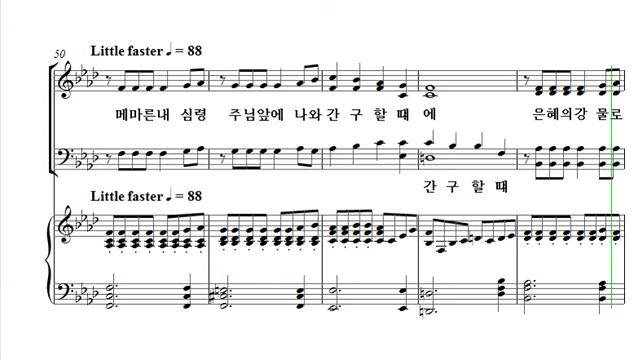 50 Little faster ♩ = 88
메마른내 심령 주님앞에 나와간구할때에 은혜의강물로
간구할때
Little faster ♩ = 88